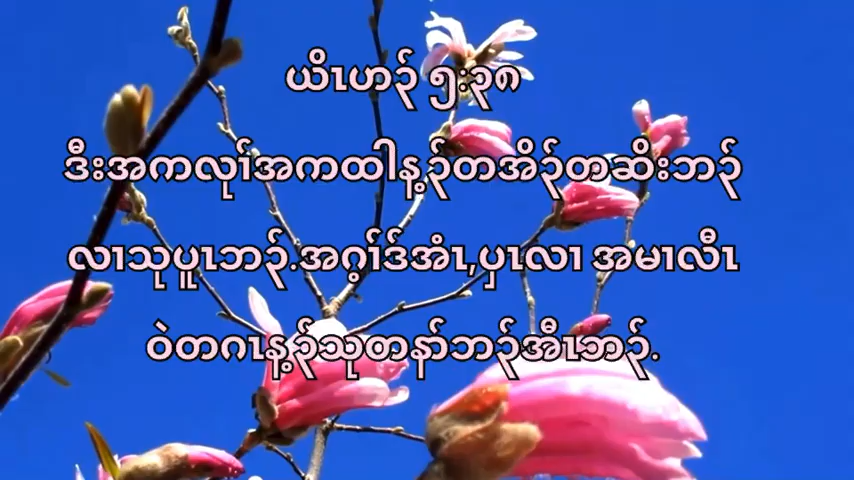 ယိၤဟာၣ် ၅:၃၈
ဒီးအကလုၢ်အကထါန့ၣ်တအိၣ်တဆိးဘၣ်
လၢသုပူၤဘၣ်.အဂ့ၢ်ဒ်အံၤ,ပှၤလၢ အမၢလီၤ
ဝဲတဂၤန့ၣ်သုတနာ်ဘၣ်အီၤဘၣ်.